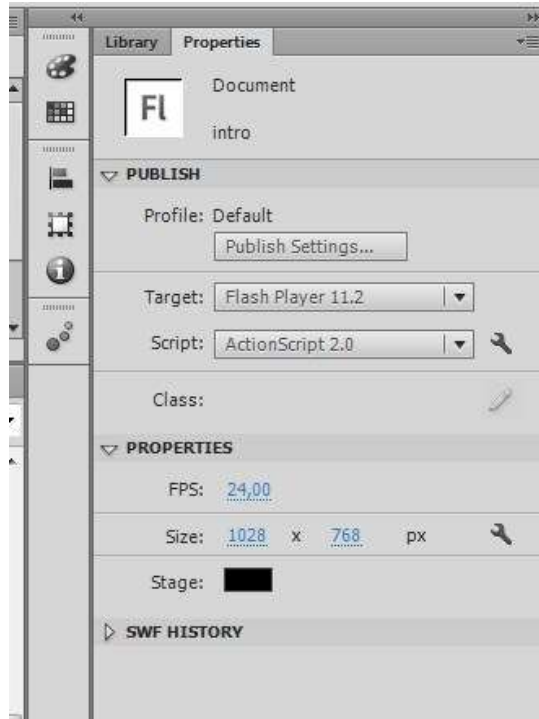 Library Properties
Fl
Document
intro
PUBLISH
Profile: Default
Publish Settings...
Target: Flash Player 11.2
Script: ActionScript 2.0
Class:
PROPERTIES
FPS: 24,00
Size: 1028 x 768 px
Stage:
SWF HISTORY